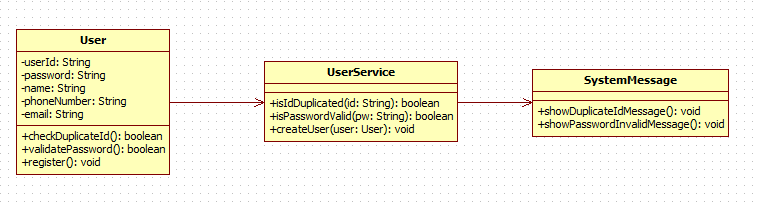 User
-userId: String
-password: String
-name: String
-phoneNumber: String
-email: String
+checkDuplicateId(): boolean
+validatePassword(): boolean
+register(): void
UserService
+isIdDuplicated(id: String): boolean
+isPasswordValid(pw: String): boolean
+createUser(user: User): void
SystemMessage
+showDuplicateIdMessage(): void
+showPasswordInvalidMessage(): void